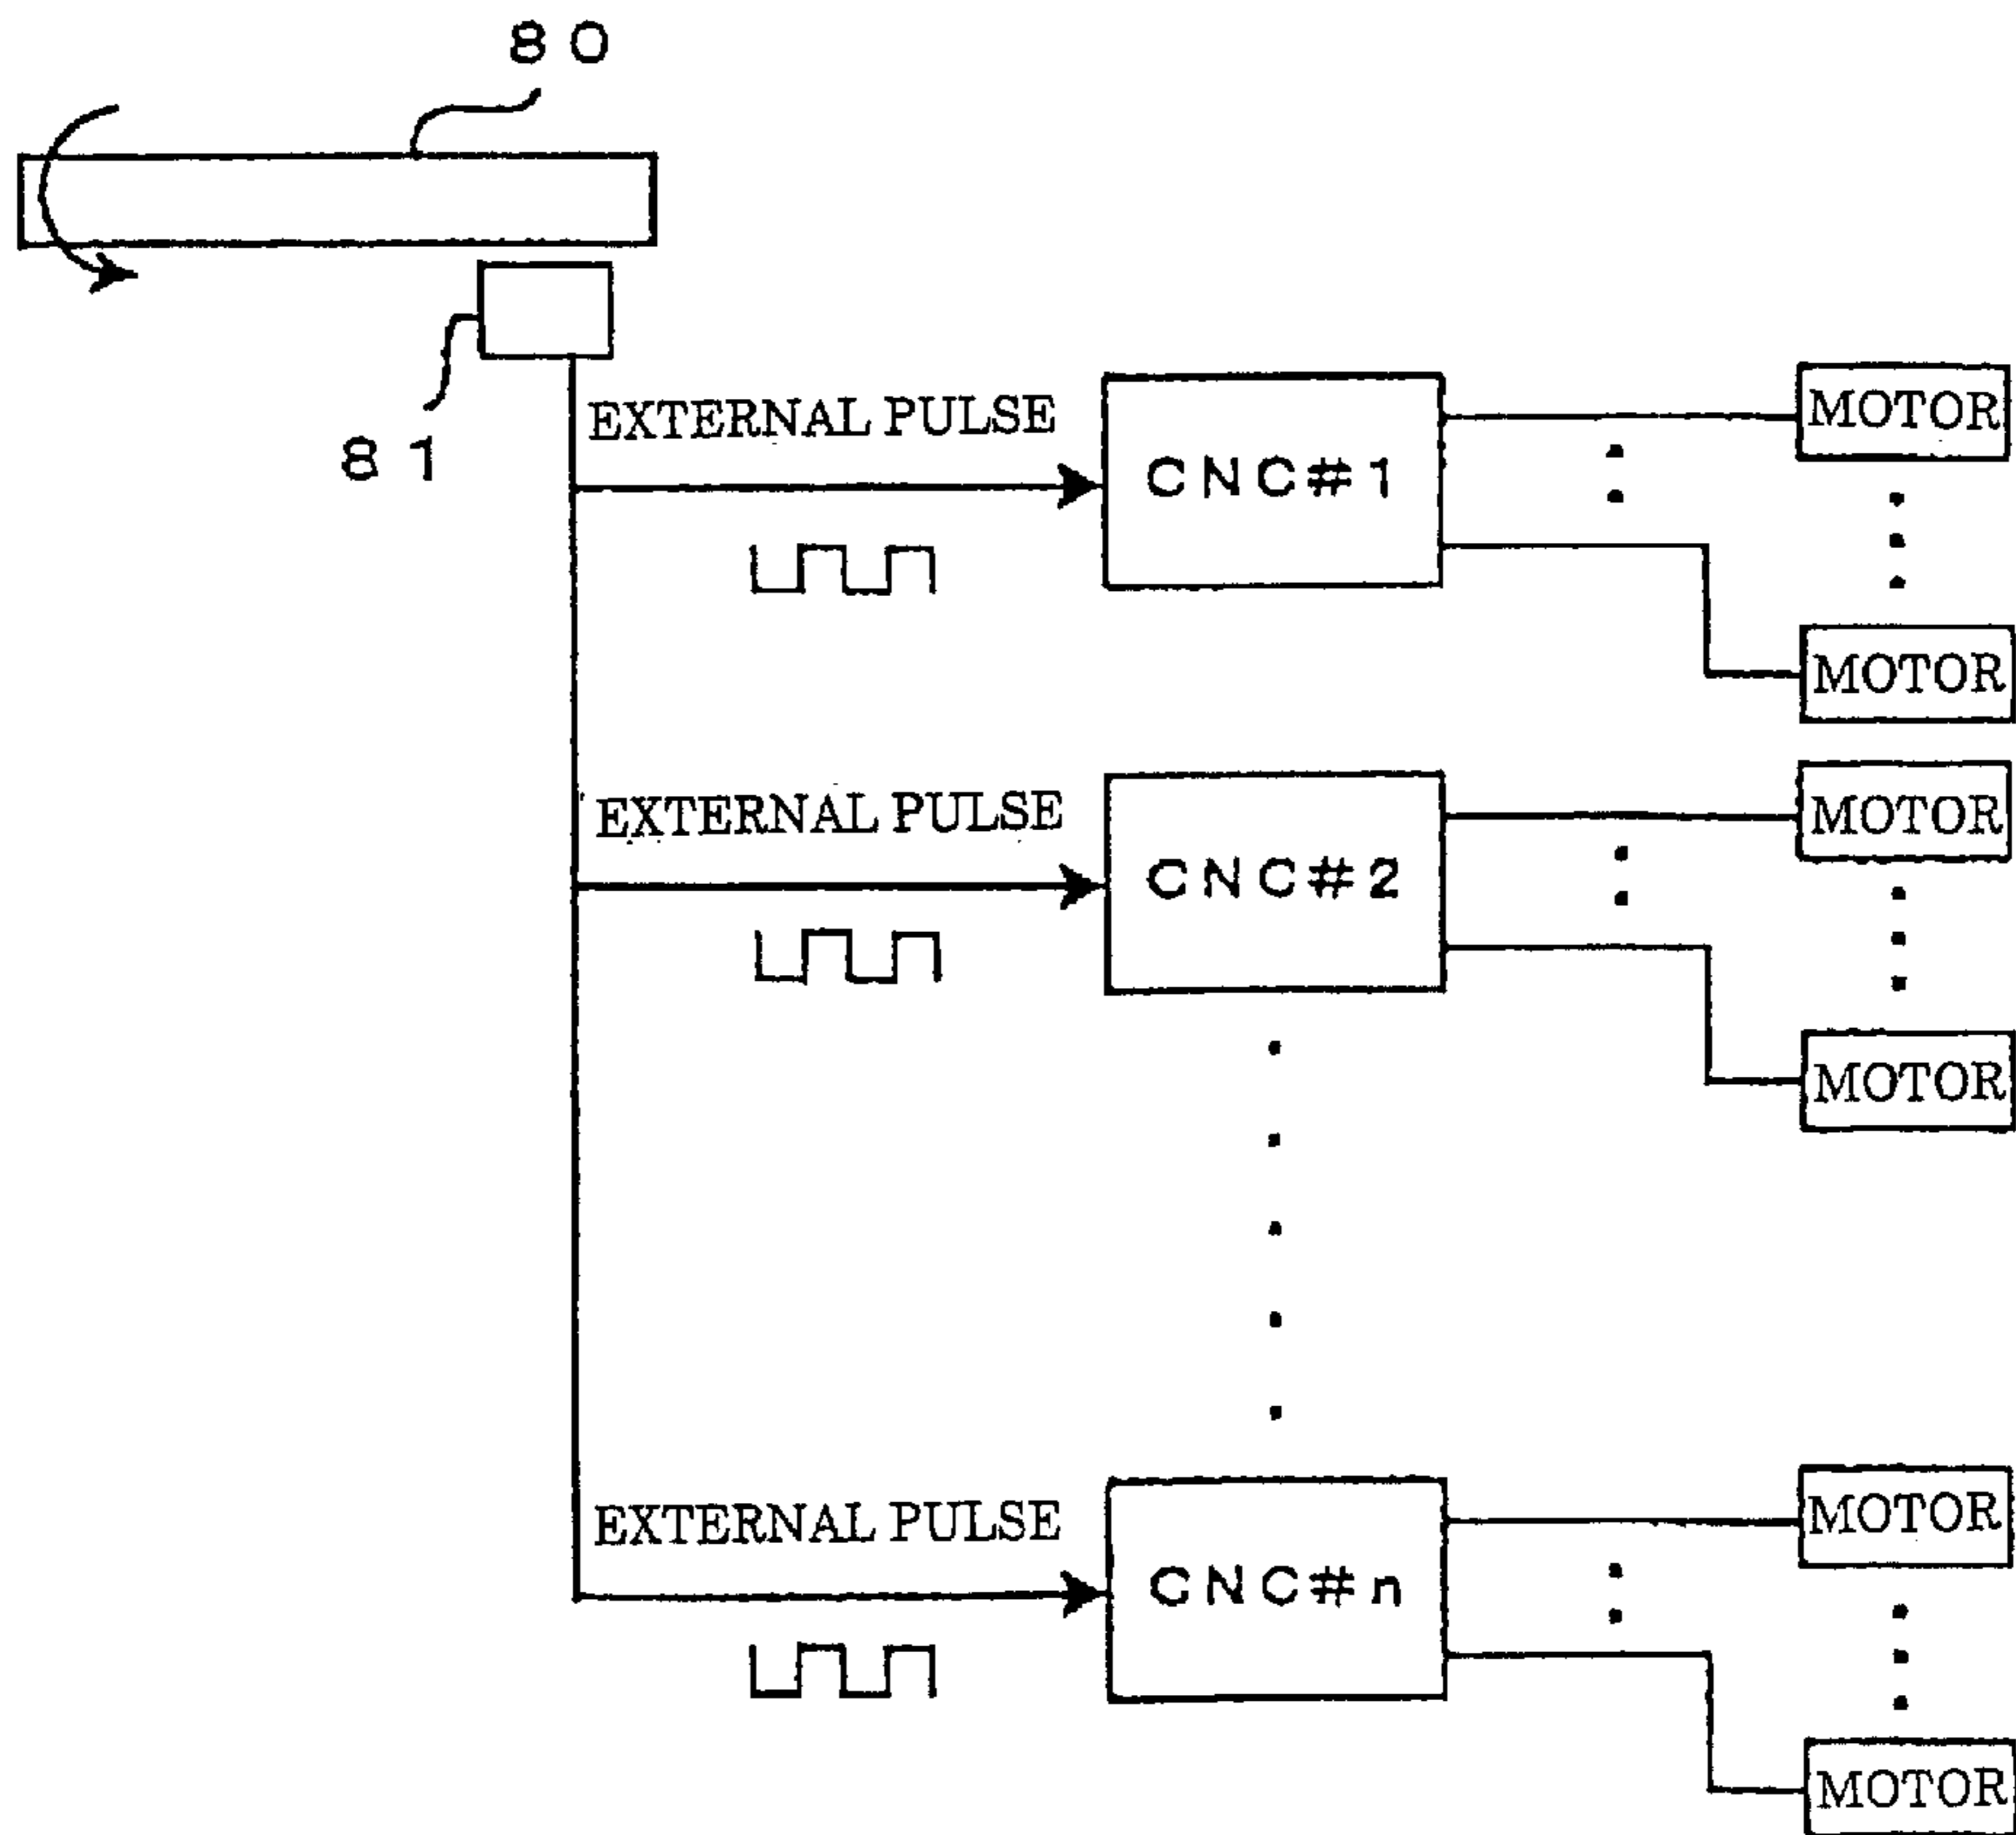 80
81
EXTERNAL PULSE
CNC#1
MOTOR
MOTOR
EXTERNAL PULSE
CNC#2
MOTOR
MOTOR
EXTERNAL PULSE
CNC#n
MOTOR
MOTOR